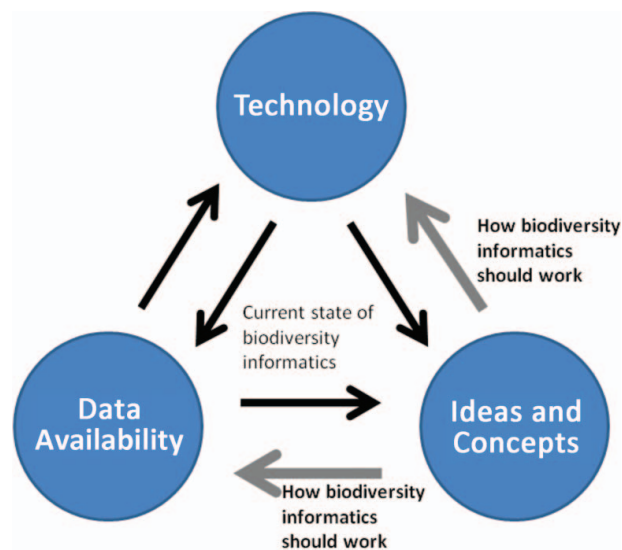 Technology
How biodiversity
informatics
should work
Current state of
biodiversity
informatics
Data
Availability
Ideas and
Concepts
How biodiversity
informatics
should work